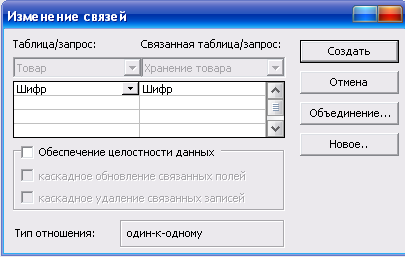 Изменение связей
Таблица/запрос: Связанная таблица/запрос:
Товар Хранение товара
Шифр Шифр
Обеспечение целостности данных
каскадное обновление связанных полей
каскадное удаление связанных записей
Тип отношения: один-к-одному
Создать
Отмена
Объединение...
Новое..